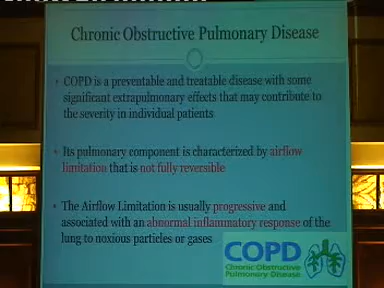 Chronic Obstructive Pulmonary Disease
• COPD is a preventable and treatable disease with some
significant extrapulmonary effects that may contribute to
the severity in individual patients
• Its pulmonary component is characterized by airflow
limitation that is not fully reversible
• The Airflow Limitation is usually progressive and
associated with an abnormal inflammatory response of the
lung to noxious particles or gases
COPD
Chronic Obstructive
Pulmonary Disease